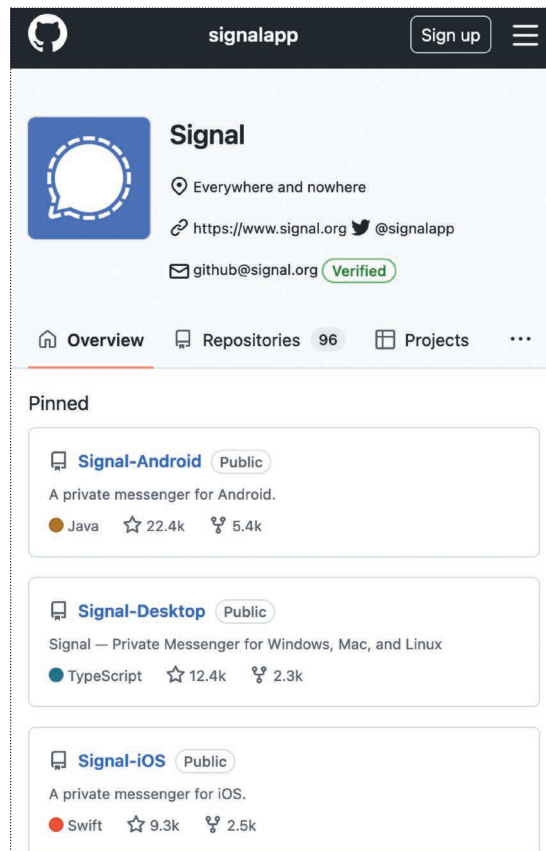 signalapp Sign up
Signal
Everywhere and nowhere
https://www.signal.org @signalapp
github@signal.org Verified
Overview Repositories 96 Projects ...
Pinned
Signal-Android Public
A private messenger for Android.
Java 22.4k 5.4k
Signal-Desktop Public
Signal — Private Messenger for Windows, Mac, and Linux
TypeScript 12.4k 2.3k
Signal-iOS Public
A private messenger for iOS.
Swift 9.3k 2.5k